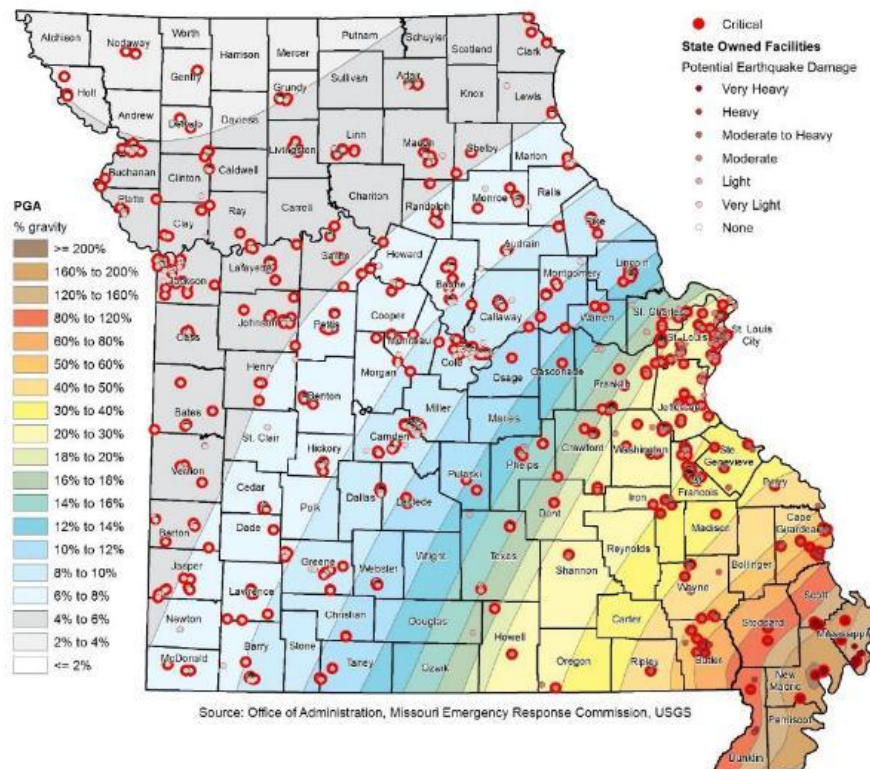 Critical
State Owned Facilities
Potential Earthquake Damage
Very Heavy
Heavy
Moderate to Heavy
Moderate
Light
Very Light
None
PGA
% gravity
>= 200%
160% to 200%
120% to 160%
80% to 120%
60% to 80%
50% to 60%
40% to 50%
30% to 40%
20% to 30%
18% to 20%
16% to 18%
14% to 16%
12% to 14%
10% to 12%
8% to 10%
6% to 8%
4% to 6%
2% to 4%
<= 2%
Atchison
Nodaway
Worth
Harrison
Mercer
Putnam
Schuyler
Scotland
Clark
Holt
Gentry
Grundy
Sullivan
Adair
Knox
Lewis
Andrew
DeKalb
Daviess
Livingston
Linn
Macon
Shelby
Marion
Buchanan
Clinton
Caldwell
Chariton
Randolph
Monroe
Ralls
Platte
Clay
Ray
Carroll
Pike
Howard
Audrain
Saline
Lafayette
Jackson
Boone
Montgomery
Lincoln
Cooper
Callaway
Warren
St. Charles
St. Louis
St. Louis City
Johnston
Pettis
Moniteau
Cole
Cass
Henry
Morgan
Osage
Gasconade
Franklin
Jefferson
Benton
Miller
Maries
Bates
St. Clair
Camden
Crawford
Washington
Ste. Genevieve
Hickory
Phelps
Pulaski
St. Francois
Vernon
Cedar
Dallas
Laclede
Dent
Iron
Perry
Polk
Madison
Cape Girardeau
Barton
Dade
Texas
Reynolds
Bollinger
Jasper
Greene
Webster
Wright
Shannon
Wayne
Scott
Lawrence
Newton
Christian
Douglas
Carter
Stoddard
Mississippi
Howell
McDonald
Barry
Stone
Taney
Ozark
Oregon
Ripley
Butler
New Madrid
Pemiscot
Dunklin
Source: Office of Administration, Missouri Emergency Response Commission, USGS